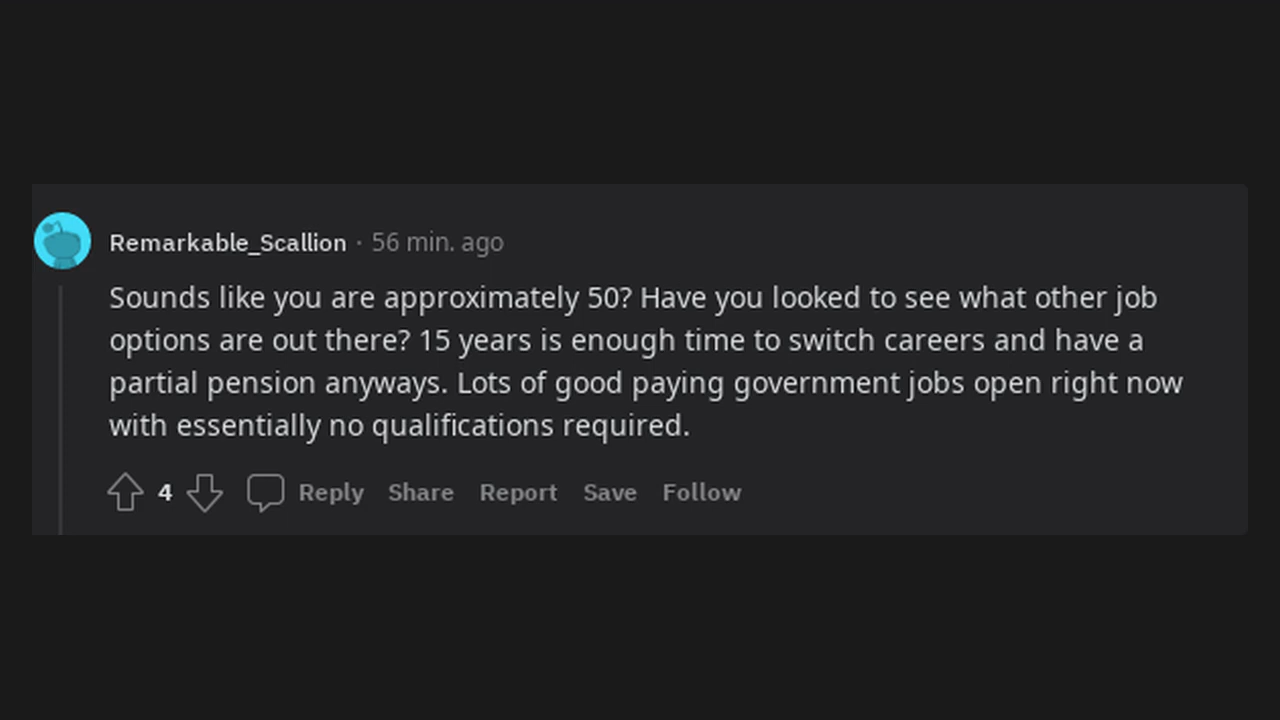 Remarkable_Scallion · 56 min. ago
Sounds like you are approximately 50? Have you looked to see what other job
options are out there? 15 years is enough time to switch careers and have a
partial pension anyways. Lots of good paying government jobs open right now
with essentially no qualifications required.
4 Reply Share Report Save Follow